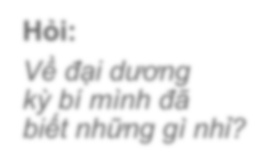 Hỏi:
Về đại dương
kỳ bí mình đã
biết những gì nhỉ?